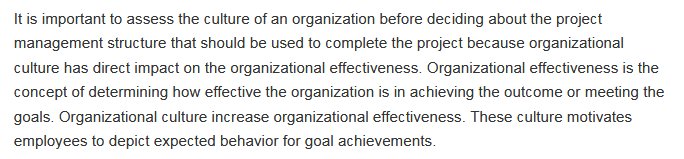 It is important to assess the culture of an organization before deciding about the project
management structure that should be used to complete the project because organizational
culture has direct impact on the organizational effectiveness. Organizational effectiveness is the
concept of determining how effective the organization is in achieving the outcome or meeting the
goals. Organizational culture increase organizational effectiveness. These culture motivates
employees to depict expected behavior for goal achievements.